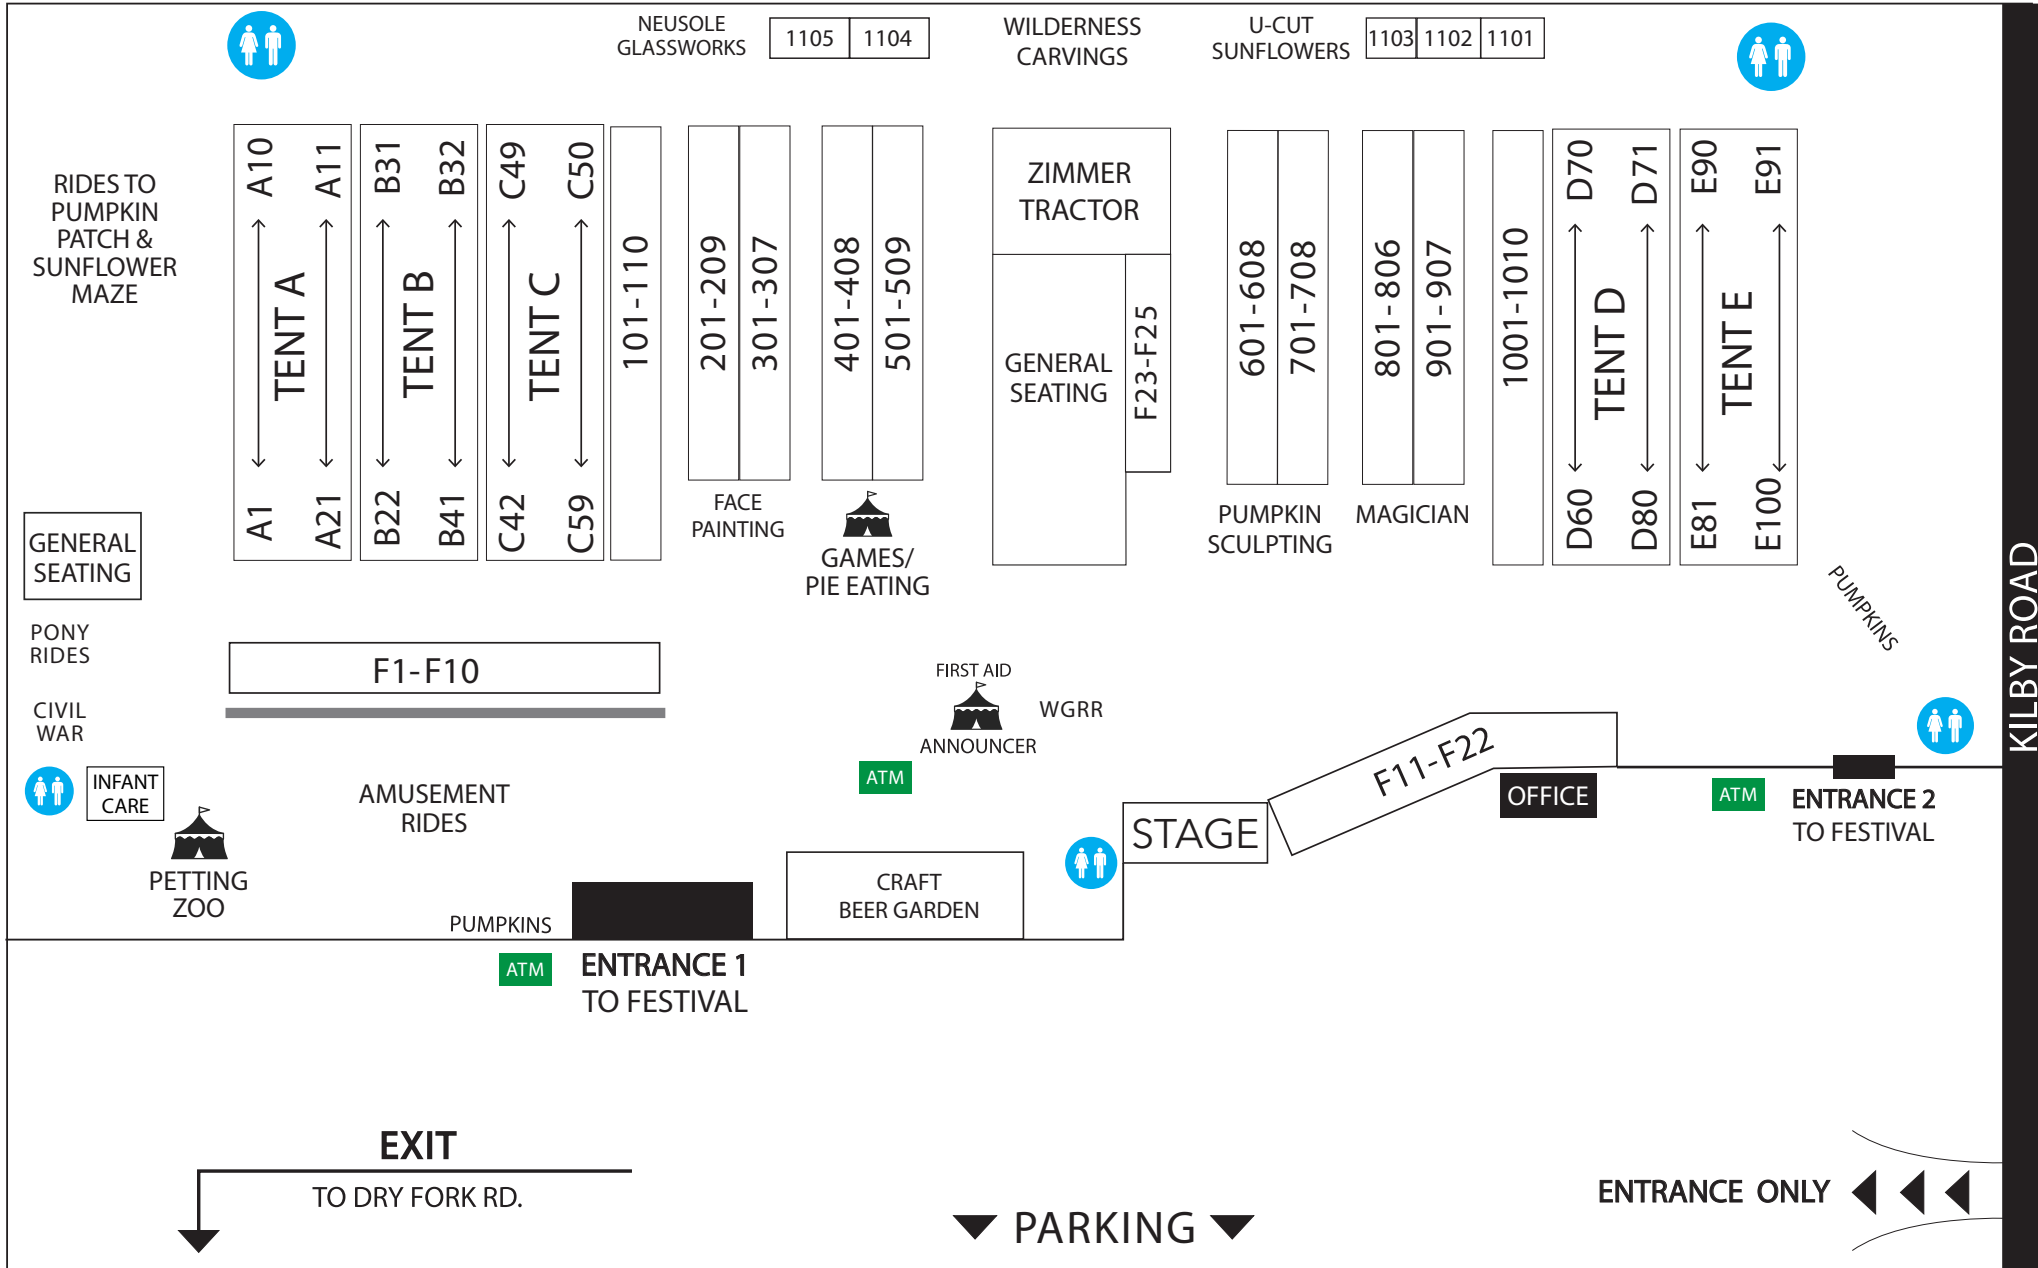 NEUSOLE
GLASSWORKS
1105
1104
WILDERNESS
CARVINGS
U-CUT
SUNFLOWERS
1103
1102
1101
RIDES TO
PUMPKIN
PATCH &
SUNFLOWER
MAZE
A10
A11
A1
A21
TENT A
B31
B32
B22
B41
TENT B
C49
C50
C42
C59
TENT C
101-110
201-209
301-307
FACE
PAINTING
401-408
501-509
GAMES/
PIE EATING
ZIMMER
TRACTOR
GENERAL
SEATING
F23-F25
601-608
701-708
PUMPKIN
SCULPTING
801-806
901-907
MAGICIAN
1001-1010
D70
D71
D60
D80
TENT D
E90
E91
E81
E100
TENT E
PUMPKINS
KILBY ROAD
GENERAL
SEATING
PONY
RIDES
CIVIL
WAR
INFANT
CARE
PETTING
ZOO
F1-F10
AMUSEMENT
RIDES
FIRST AID
WGRR
ANNOUNCER
ATM
STAGE
F11-F22
OFFICE
ATM
ENTRANCE 2
TO FESTIVAL
CRAFT
BEER GARDEN
PUMPKINS
ATM
ENTRANCE 1
TO FESTIVAL
EXIT
TO DRY FORK RD.
PARKING
ENTRANCE ONLY